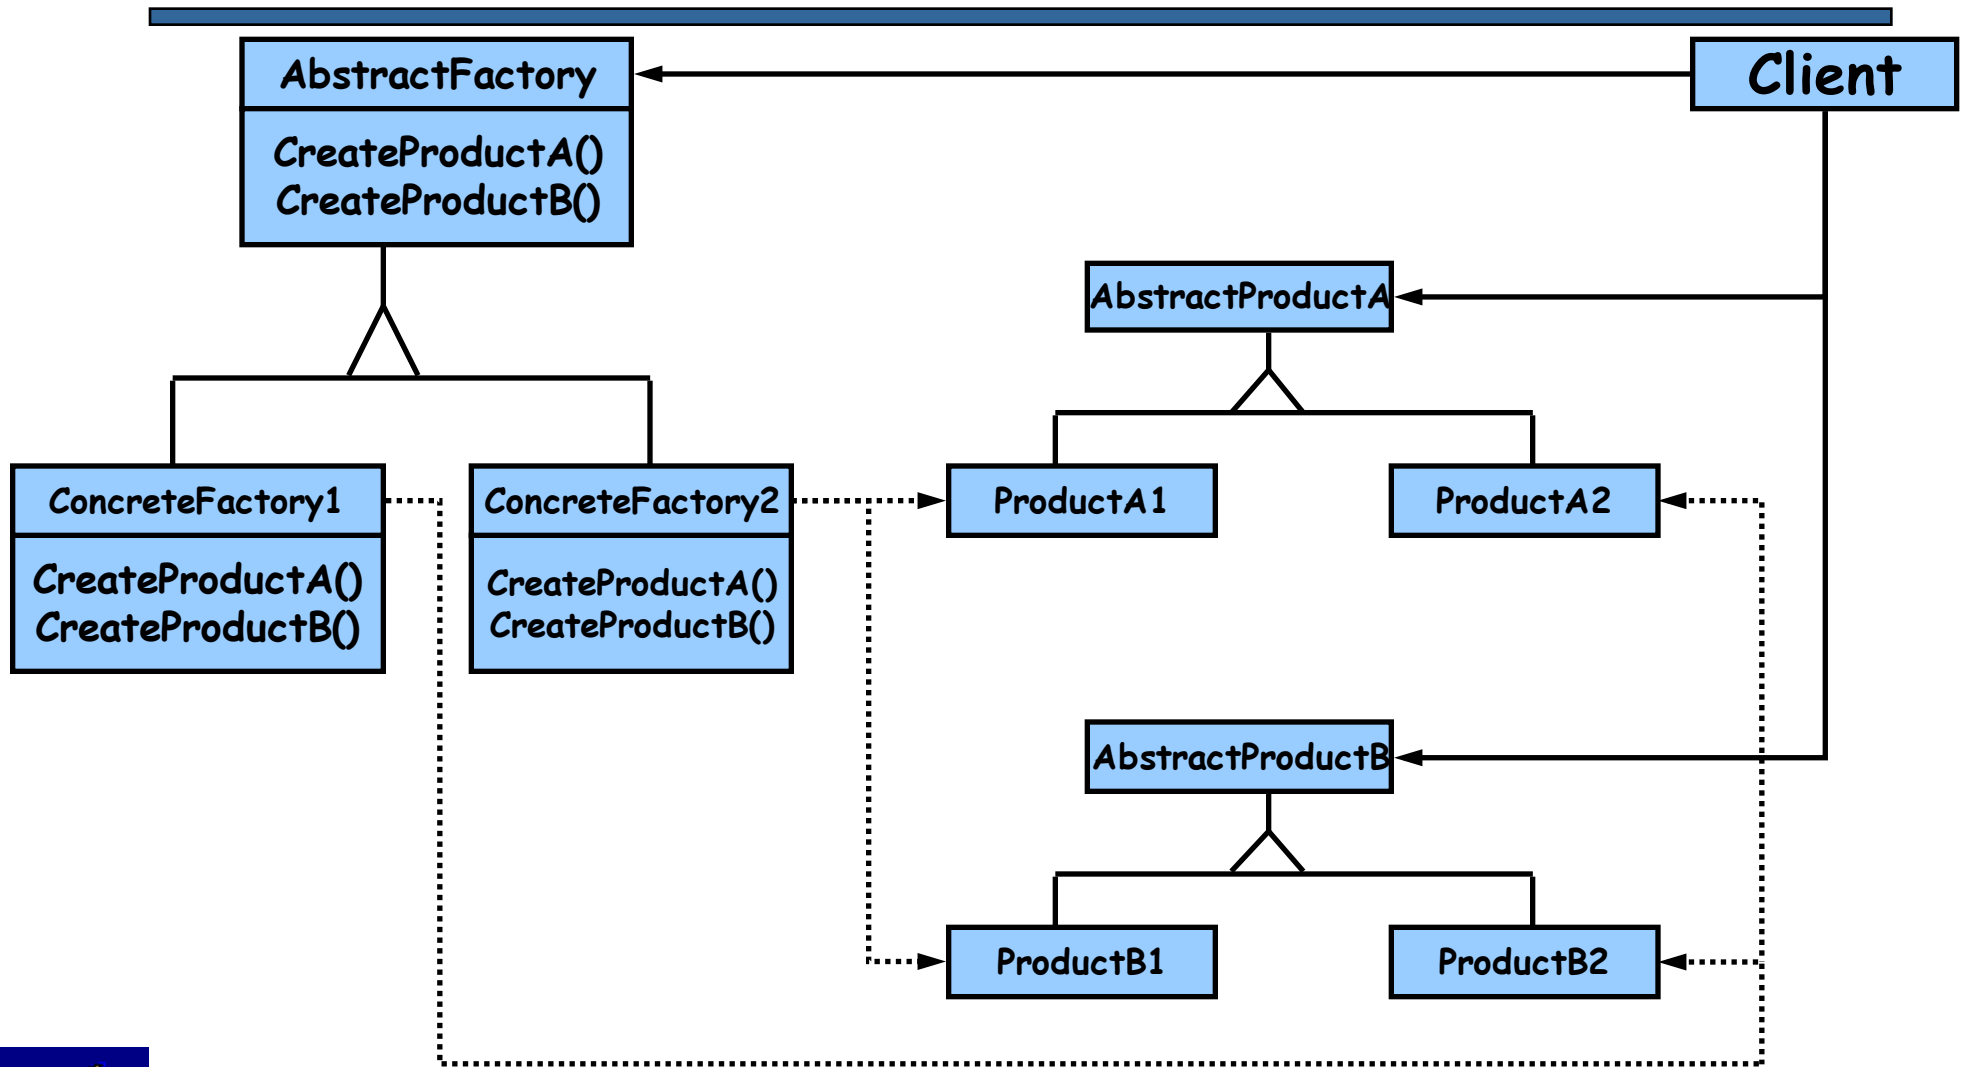 AbstractFactory
CreateProductA()
CreateProductB()
Client
AbstractProductA
ConcreteFactory1
CreateProductA()
CreateProductB()
ConcreteFactory2
CreateProductA()
CreateProductB()
ProductA1
ProductA2
AbstractProductB
ProductB1
ProductB2